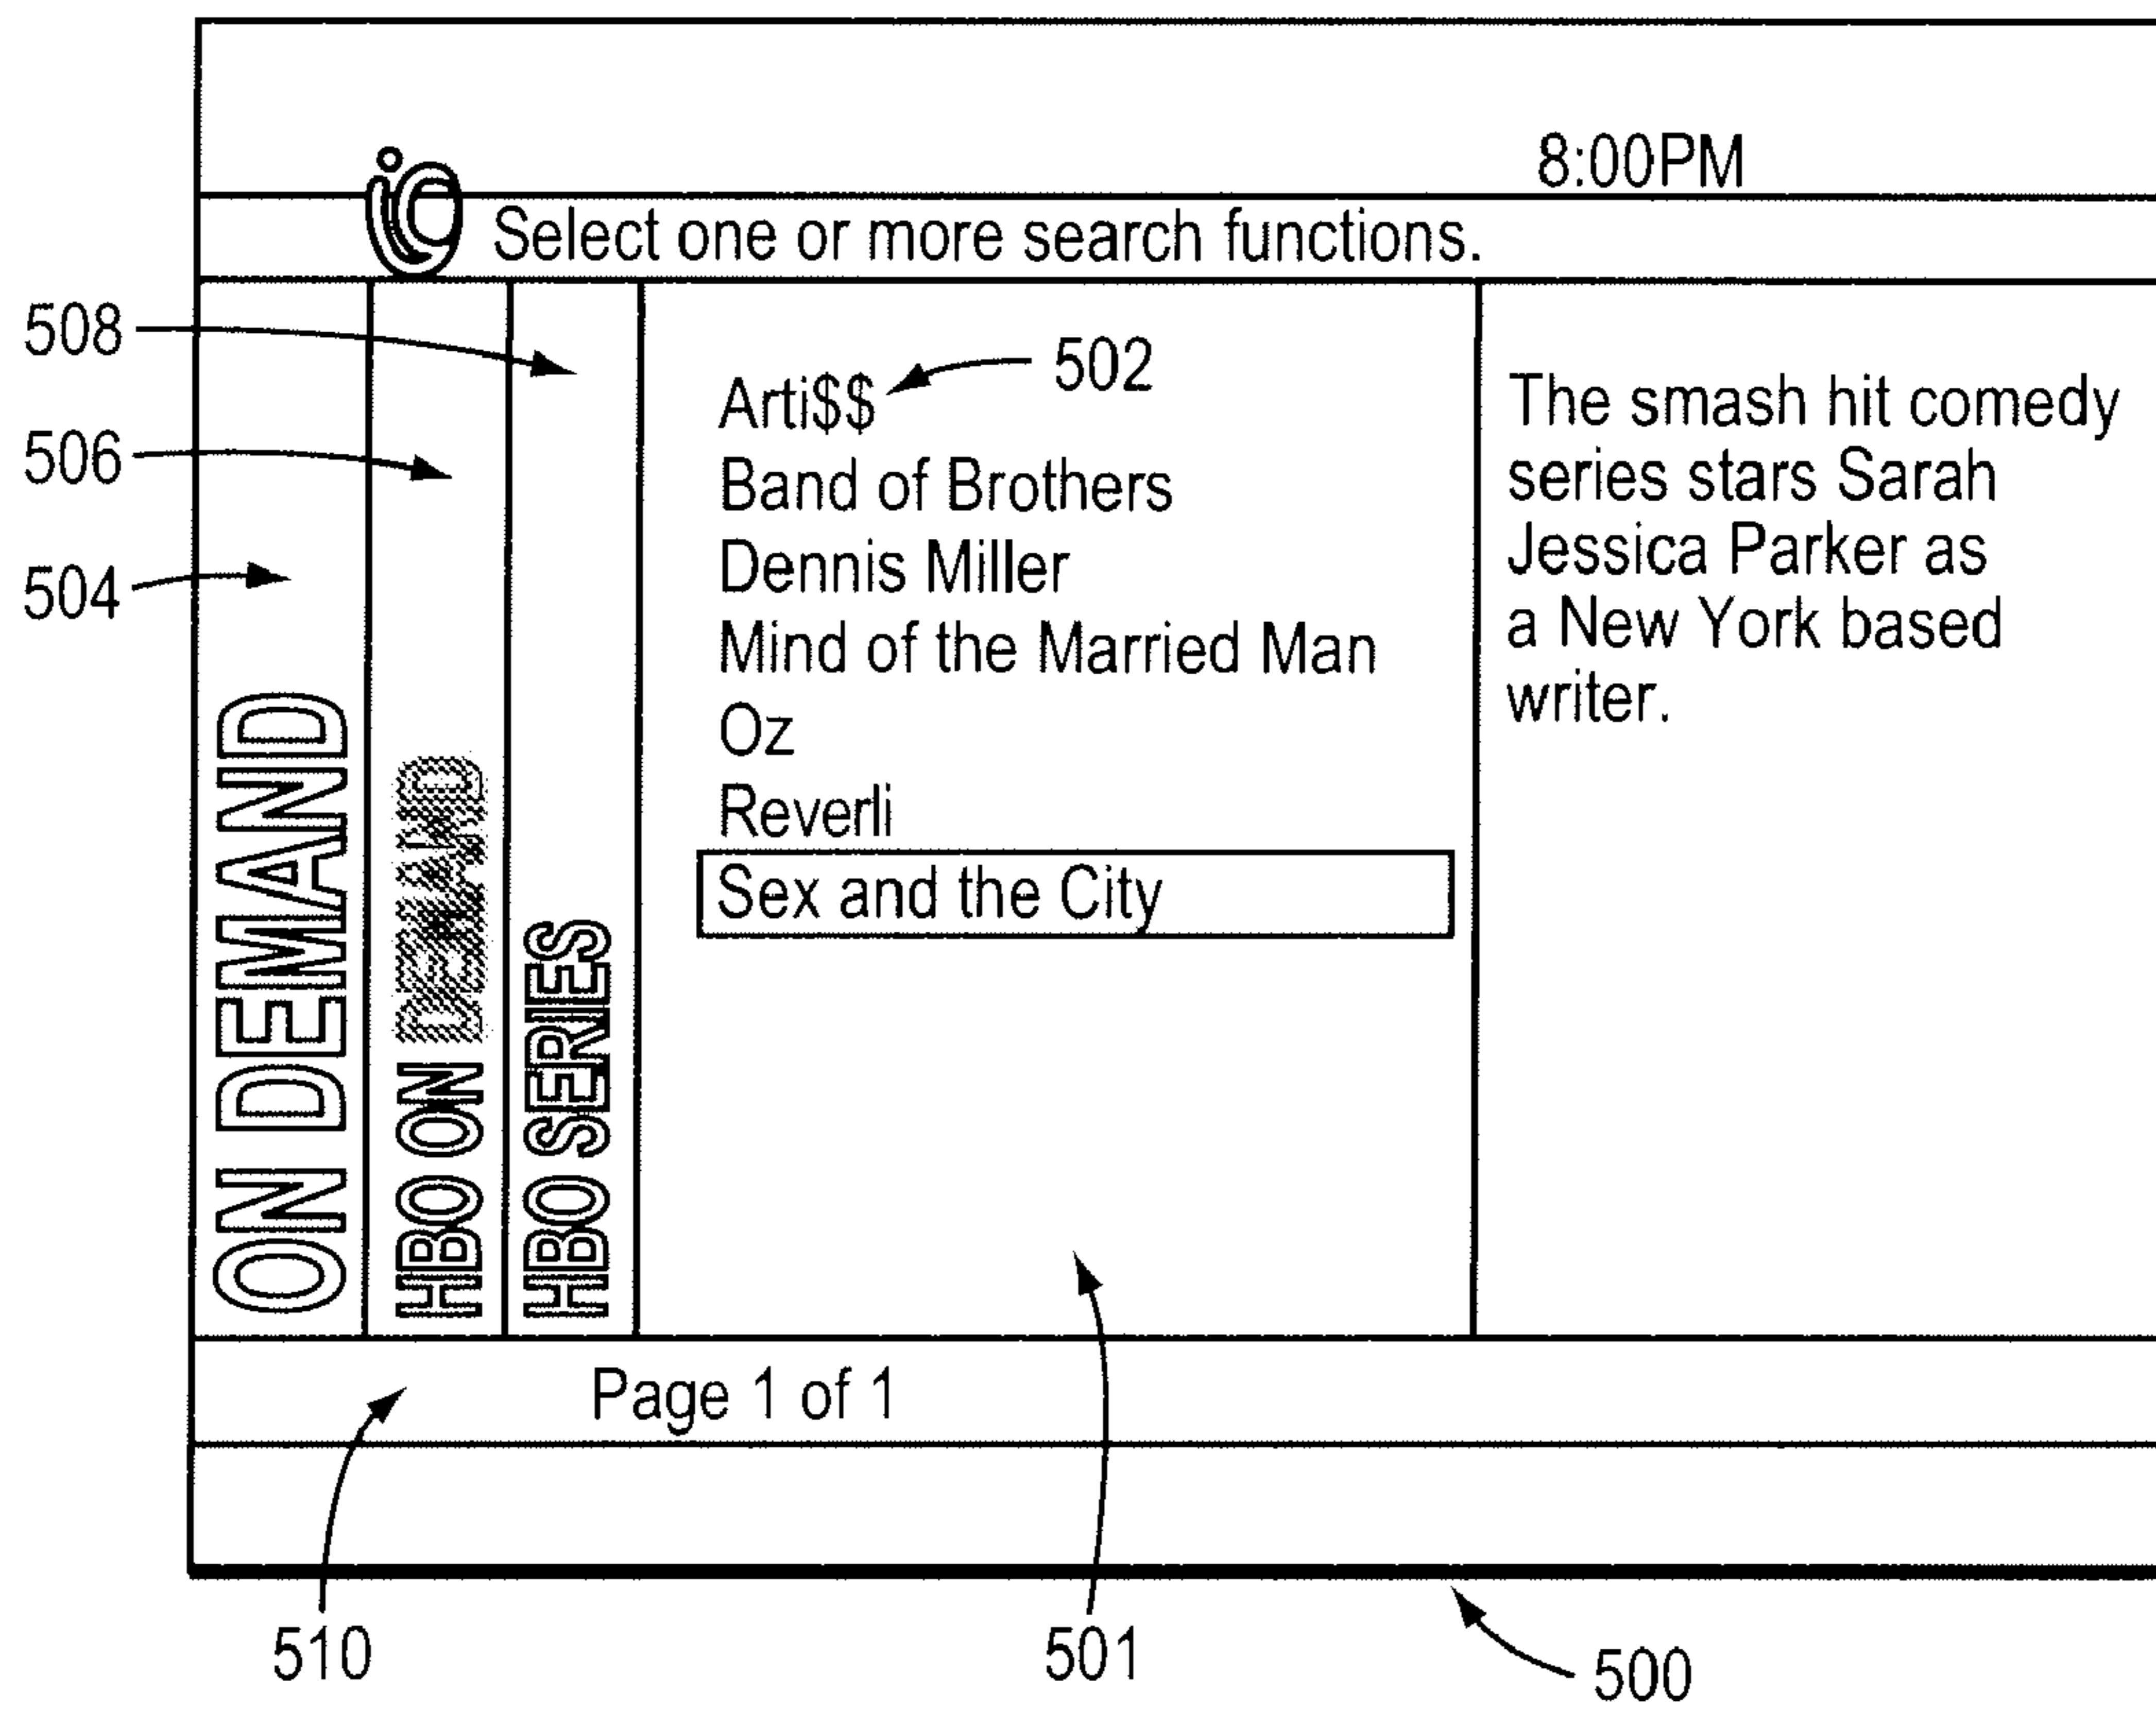 8:00PM
iO Select one or more search functions.
508
506
504
ON DEMAND
HBO ON DEMAND
HBO SERIES
502
Arti$$
Band of Brothers
Dennis Miller
Mind of the Married Man
Oz
Reverli
Sex and the City
The smash hit comedy
series stars Sarah
Jessica Parker as
a New York based
writer.
Page 1 of 1
510
501
500